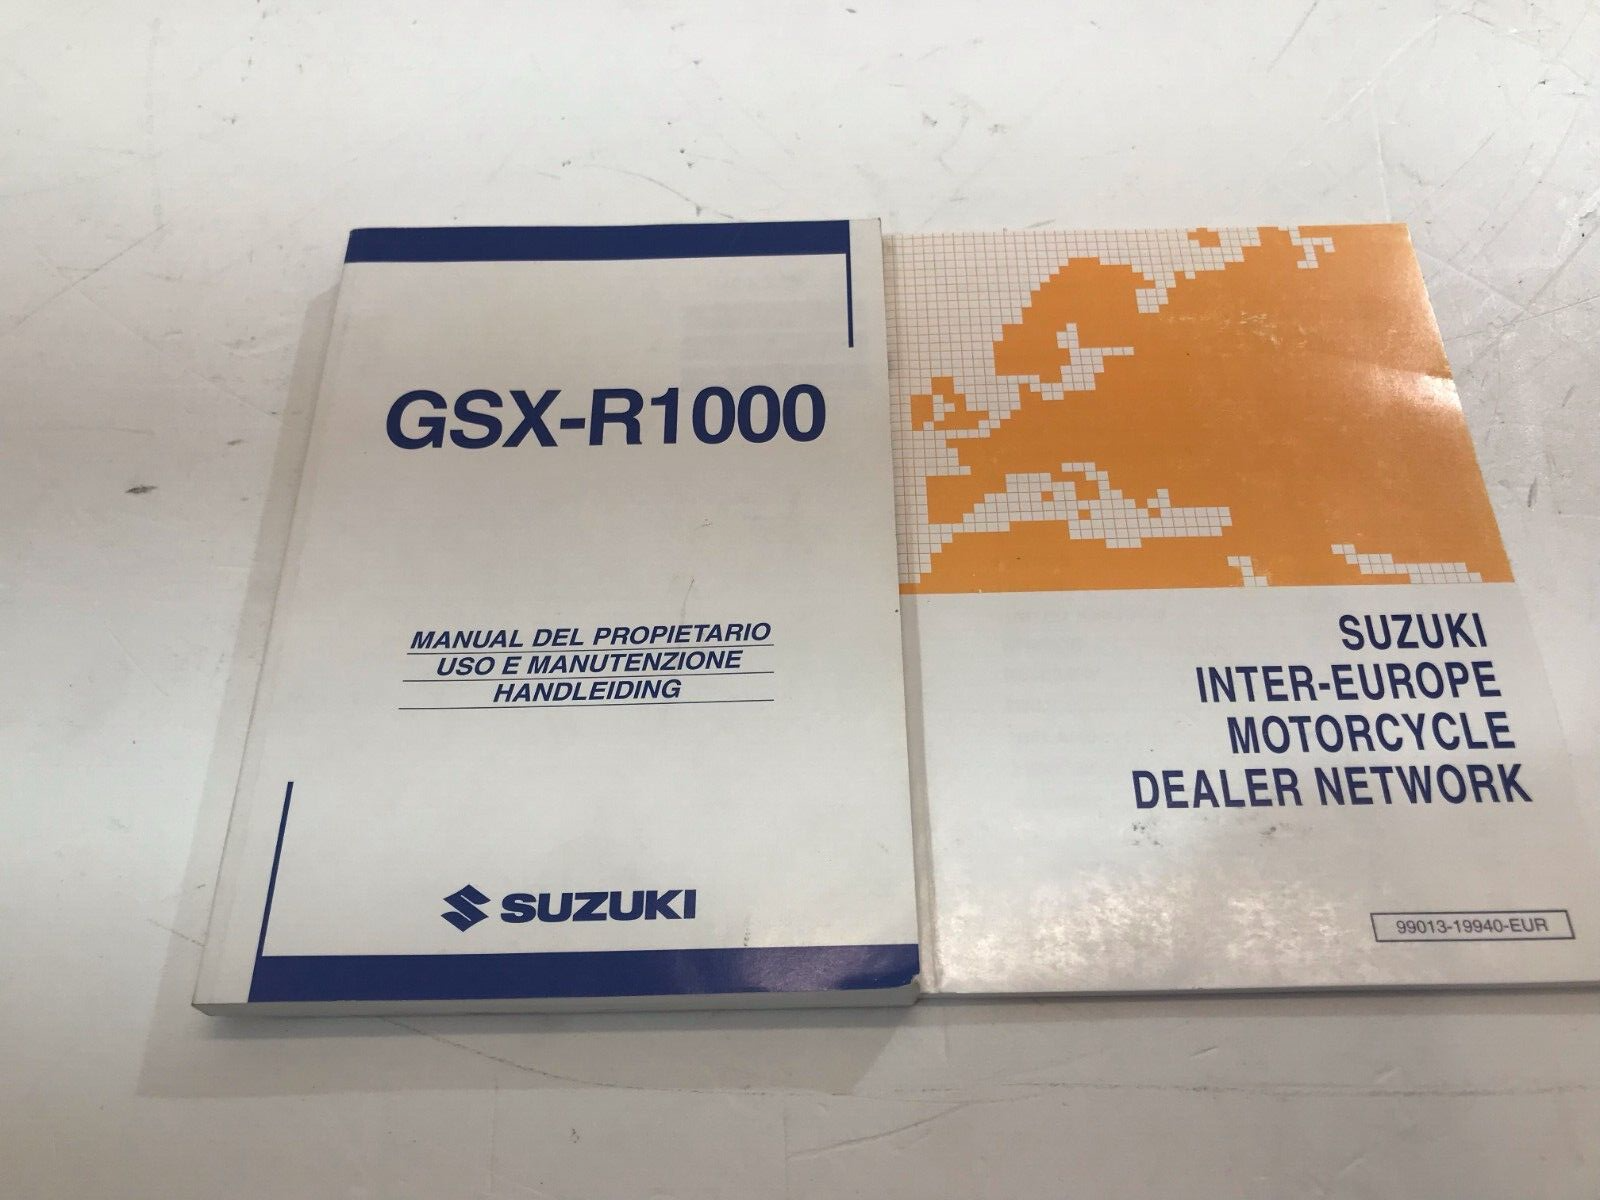 GSX-R1000
MANUAL DEL PROPIETARIO
USO E MANUTENZIONE
HANDLEIDING
SUZUKI
SUZUKI
INTER-EUROPE
MOTORCYCLE
DEALER NETWORK
99013-19940-EUR